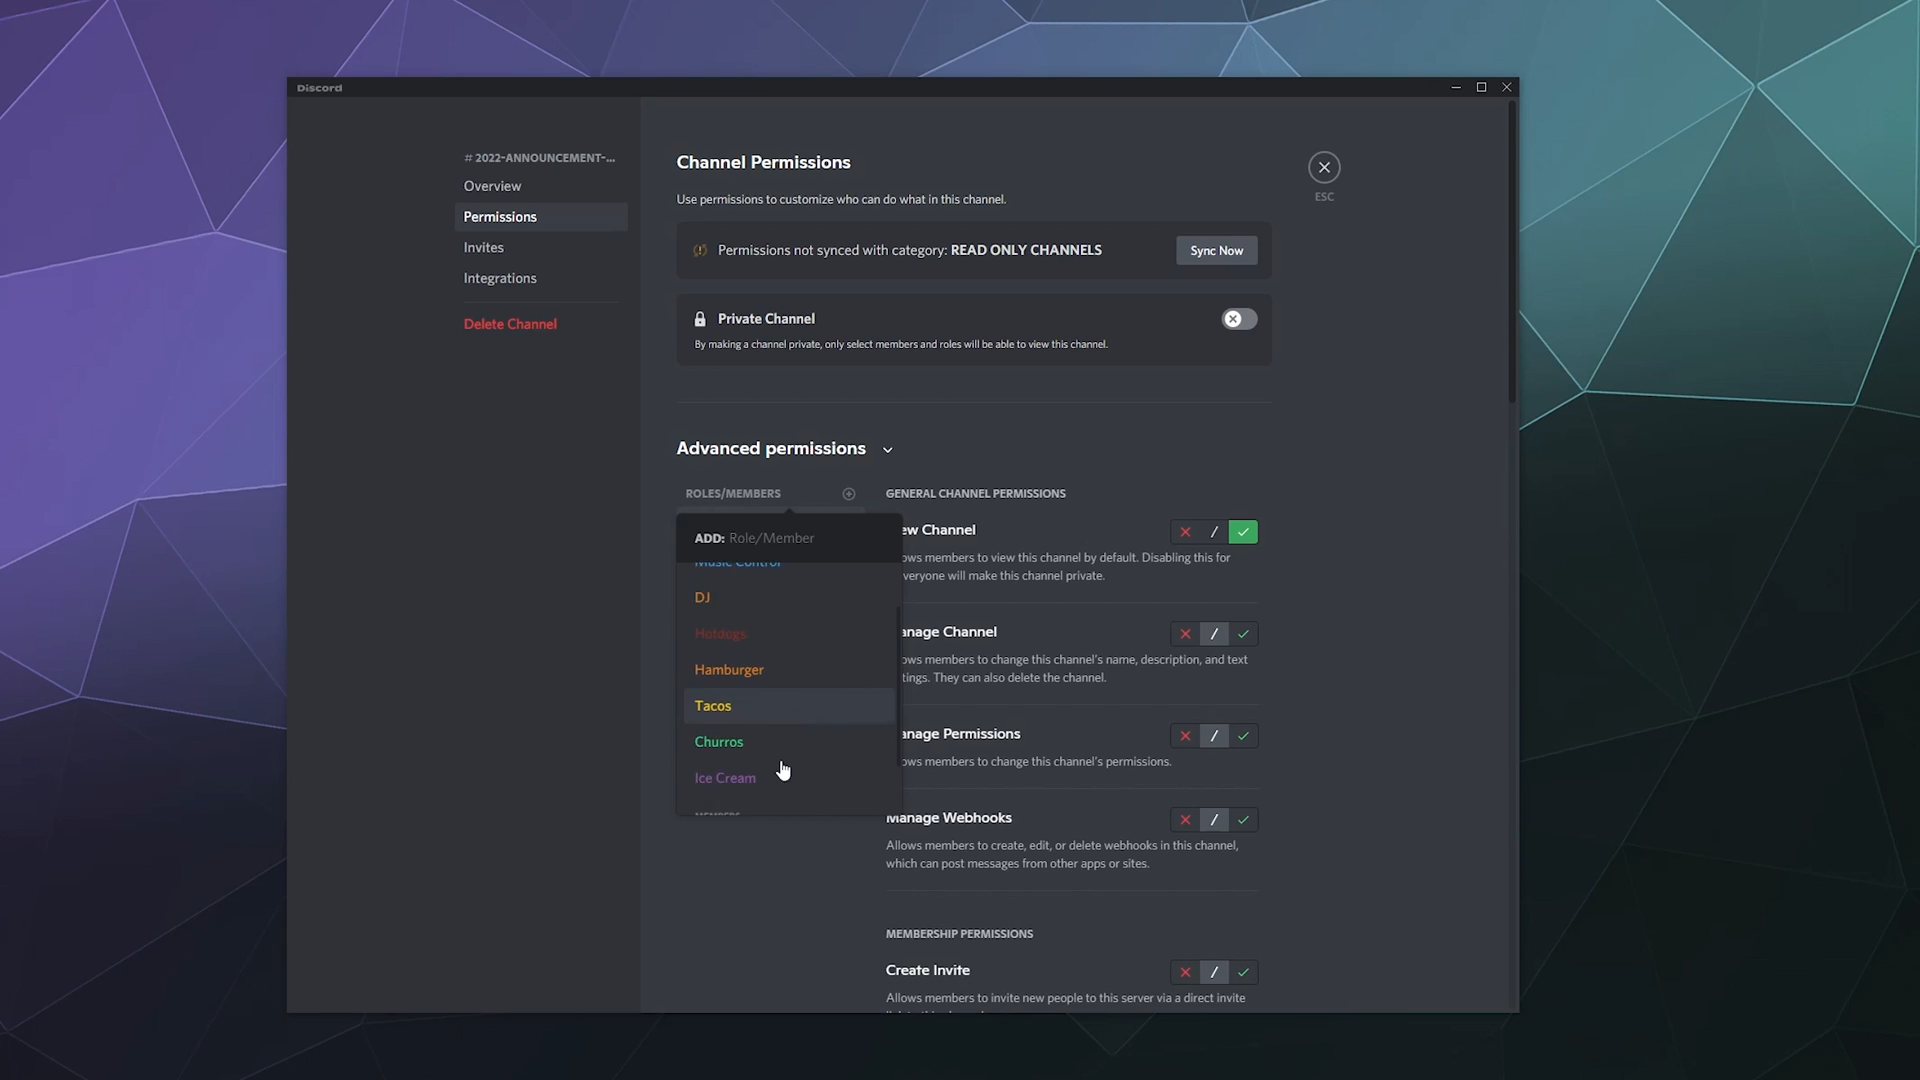 Discord
# 2022-ANNOUNCEMENT-...
Overview
Permissions
Invites
Integrations
Delete Channel
Channel Permissions
ESC
Use permissions to customize who can do what in this channel.
Permissions not synced with category: READ ONLY CHANNELS
Sync Now
Private Channel
By making a channel private, only select members and roles will be able to view this channel.
Advanced permissions
ROLES/MEMBERS
ADD: Role/Member
Music Control
DJ
Hotdogs
Hamburger
Tacos
Churros
Ice Cream
MEMBERS
GENERAL CHANNEL PERMISSIONS
ew Channel
ows members to view this channel by default. Disabling this for
veryone will make this channel private.
anage Channel
ows members to change this channel's name, description, and text
tings. They can also delete the channel.
anage Permissions
ows members to change this channel's permissions.
Manage Webhooks
Allows members to create, edit, or delete webhooks in this channel,
which can post messages from other apps or sites.
MEMBERSHIP PERMISSIONS
Create Invite
Allows members to invite new people to this server via a direct invite